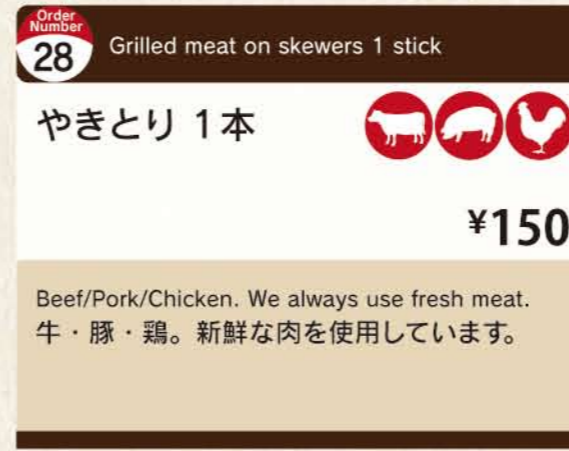 Order
Number
28
Grilled meat on skewers 1 stick
やきとり 1本
¥150
Beef/Pork/Chicken. We always use fresh meat.
牛・豚・鶏。新鮮な肉を使用しています。